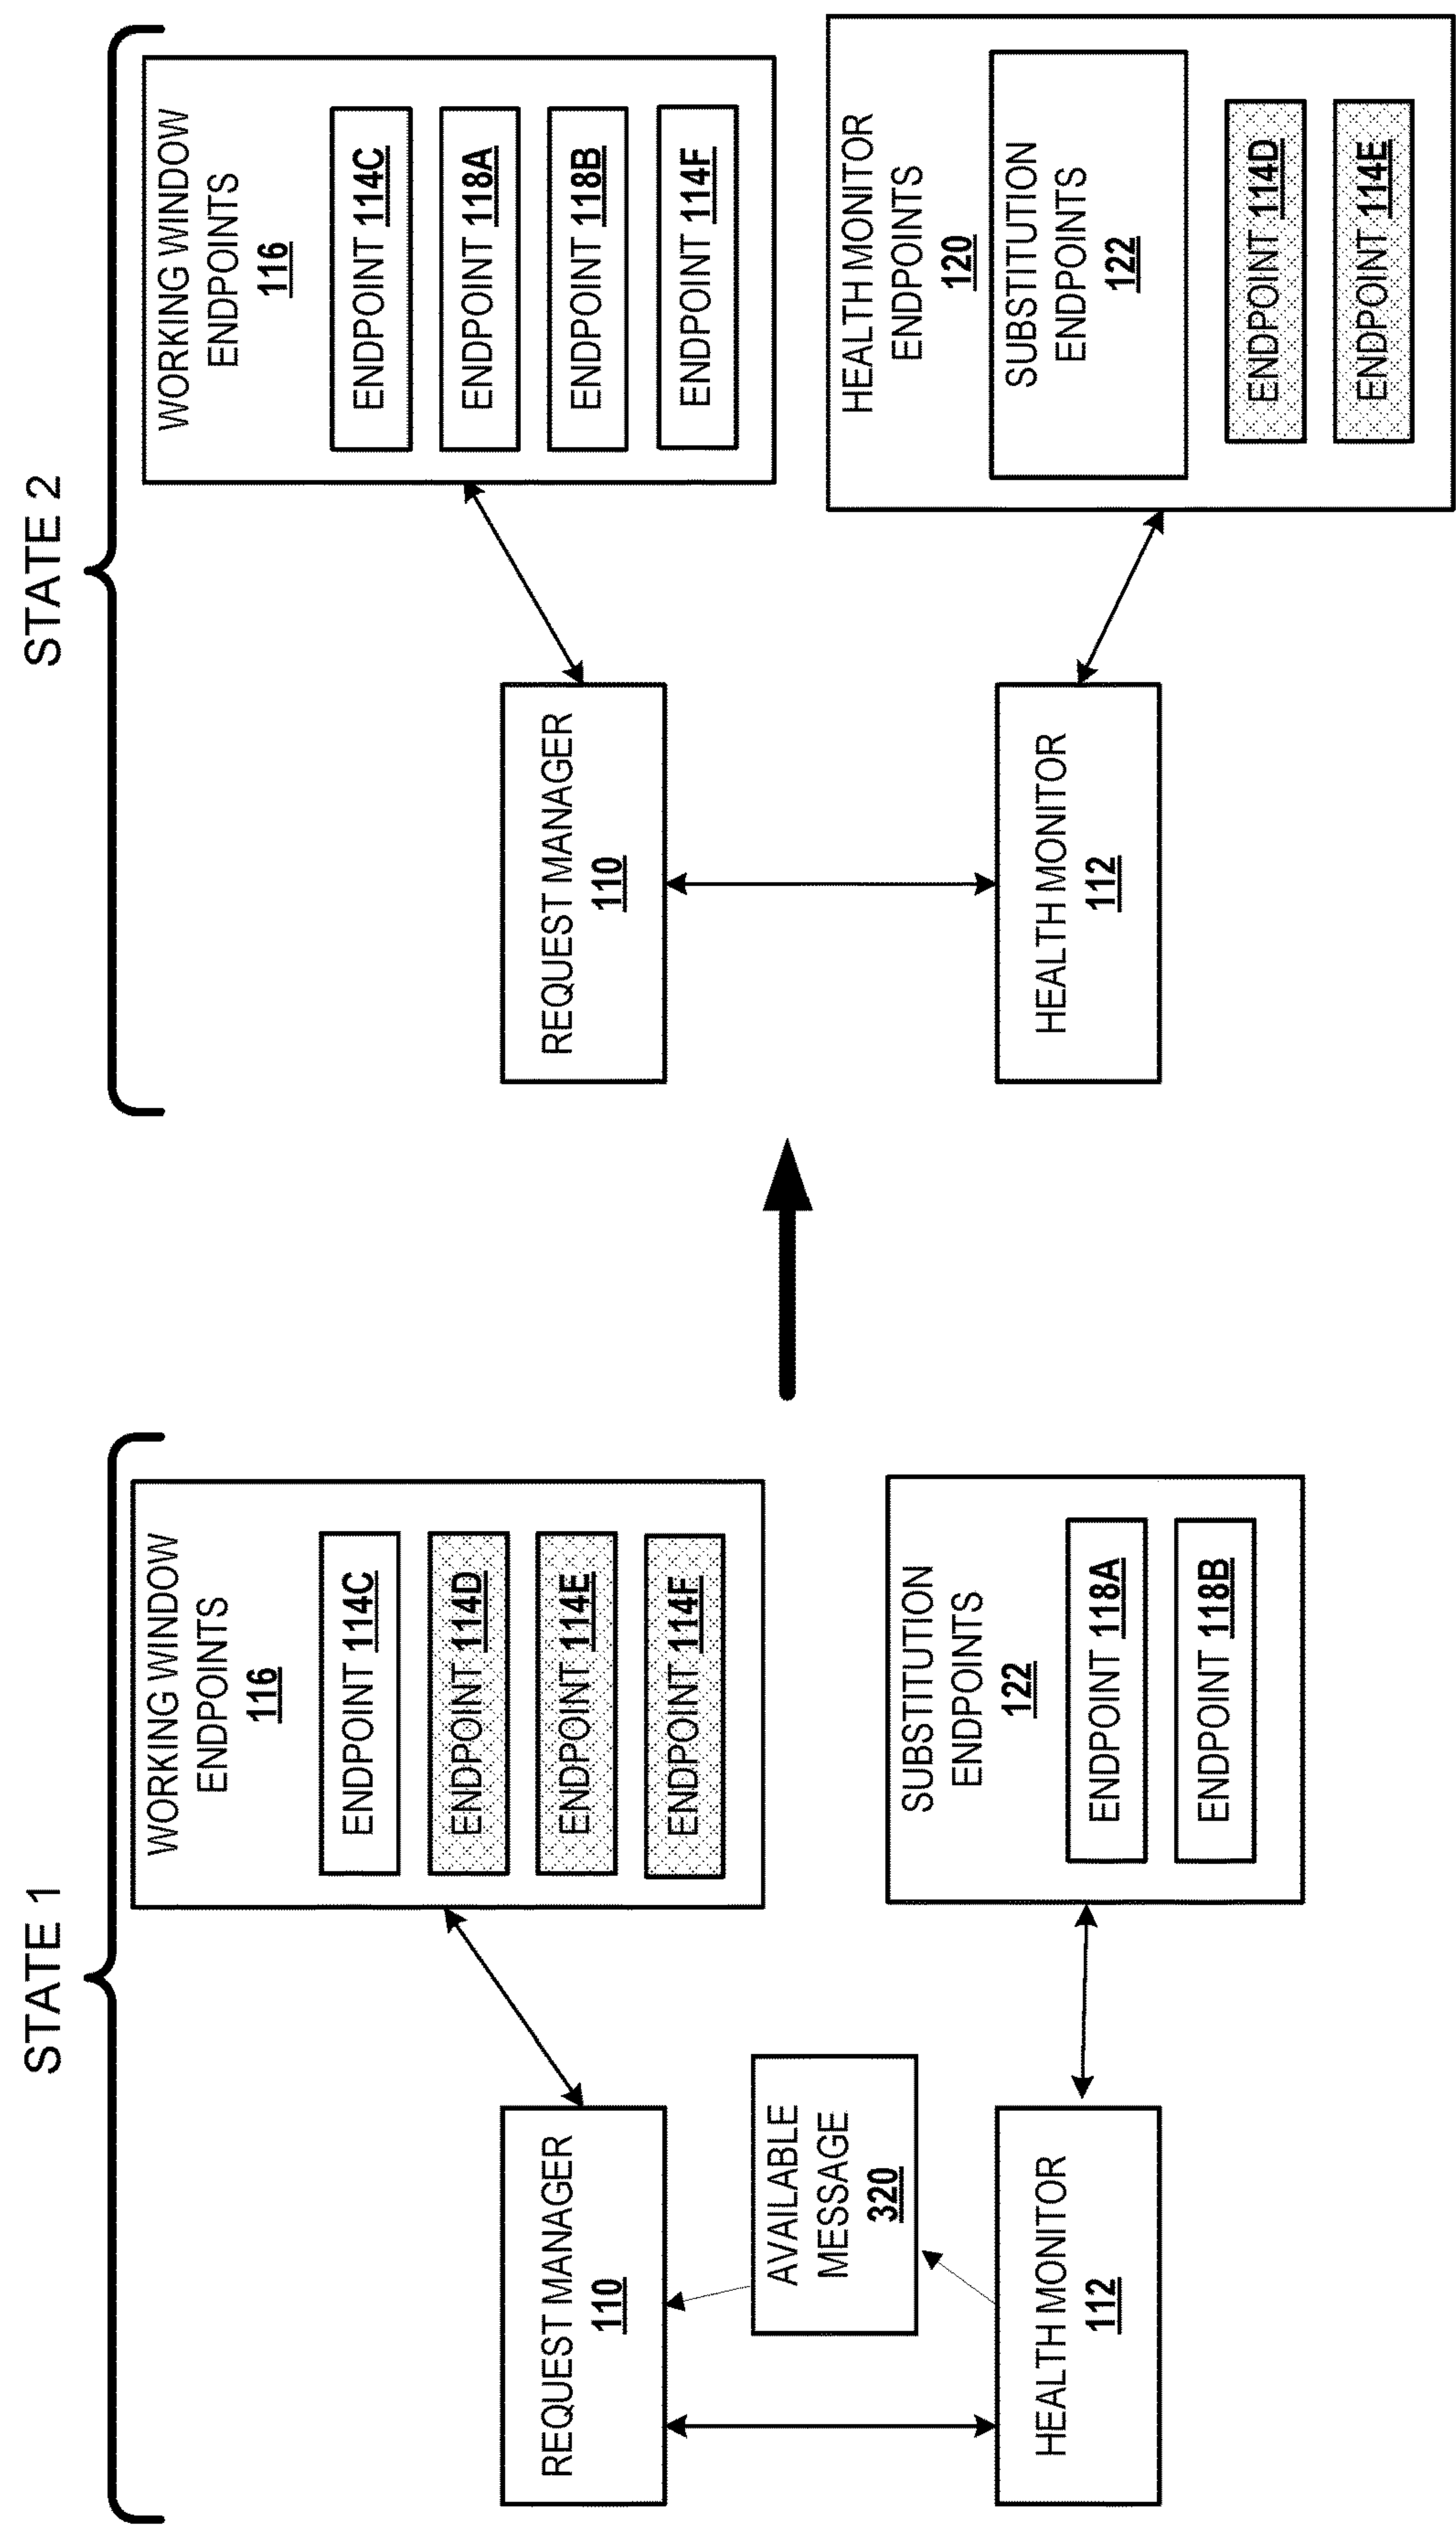 STATE 1
REQUEST MANAGER
110
AVAILABLE
MESSAGE
320
HEALTH MONITOR
112
WORKING WINDOW
ENDPOINTS
116
ENDPOINT 114C
ENDPOINT 114D
ENDPOINT 114E
ENDPOINT 114F
SUBSTITUTION
ENDPOINTS
122
ENDPOINT 118A
ENDPOINT 118B
STATE 2
REQUEST MANAGER
110
HEALTH MONITOR
112
WORKING WINDOW
ENDPOINTS
116
ENDPOINT 114C
ENDPOINT 118A
ENDPOINT 118B
ENDPOINT 114F
HEALTH MONITOR
ENDPOINTS
120
SUBSTITUTION
ENDPOINTS
122
ENDPOINT 114D
ENDPOINT 114E